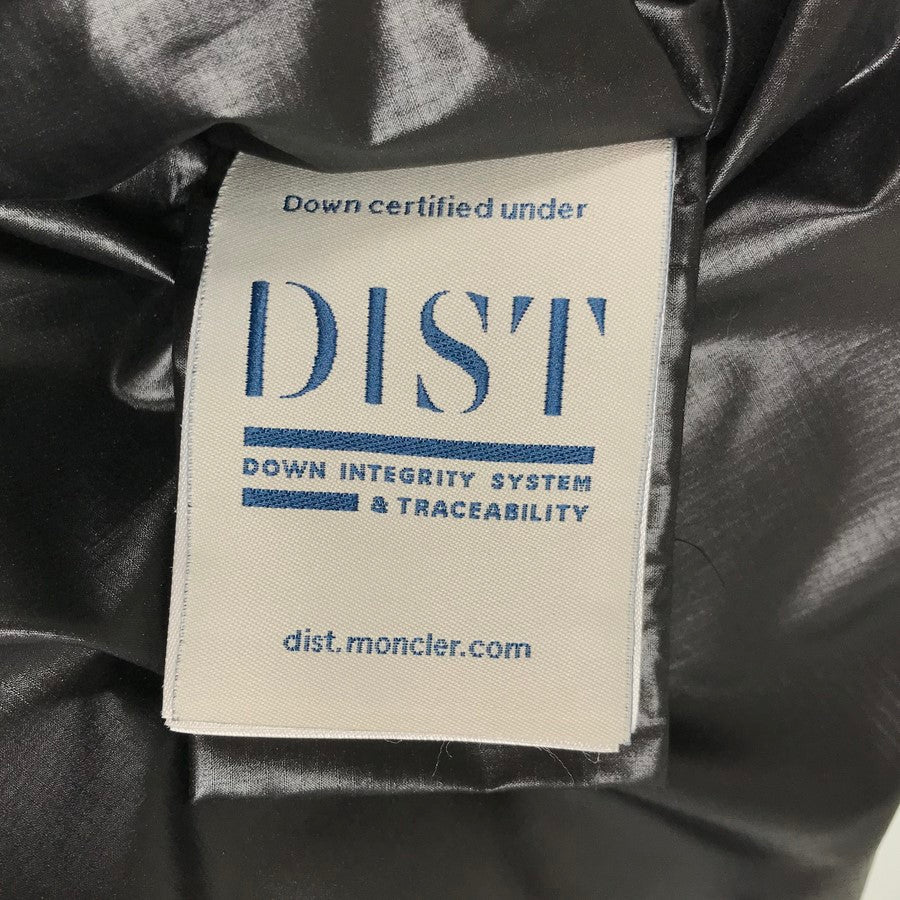 Down certified under
DIST
DOWN INTEGRITY SYSTEM
& TRACEABILITY
dist.moncler.com